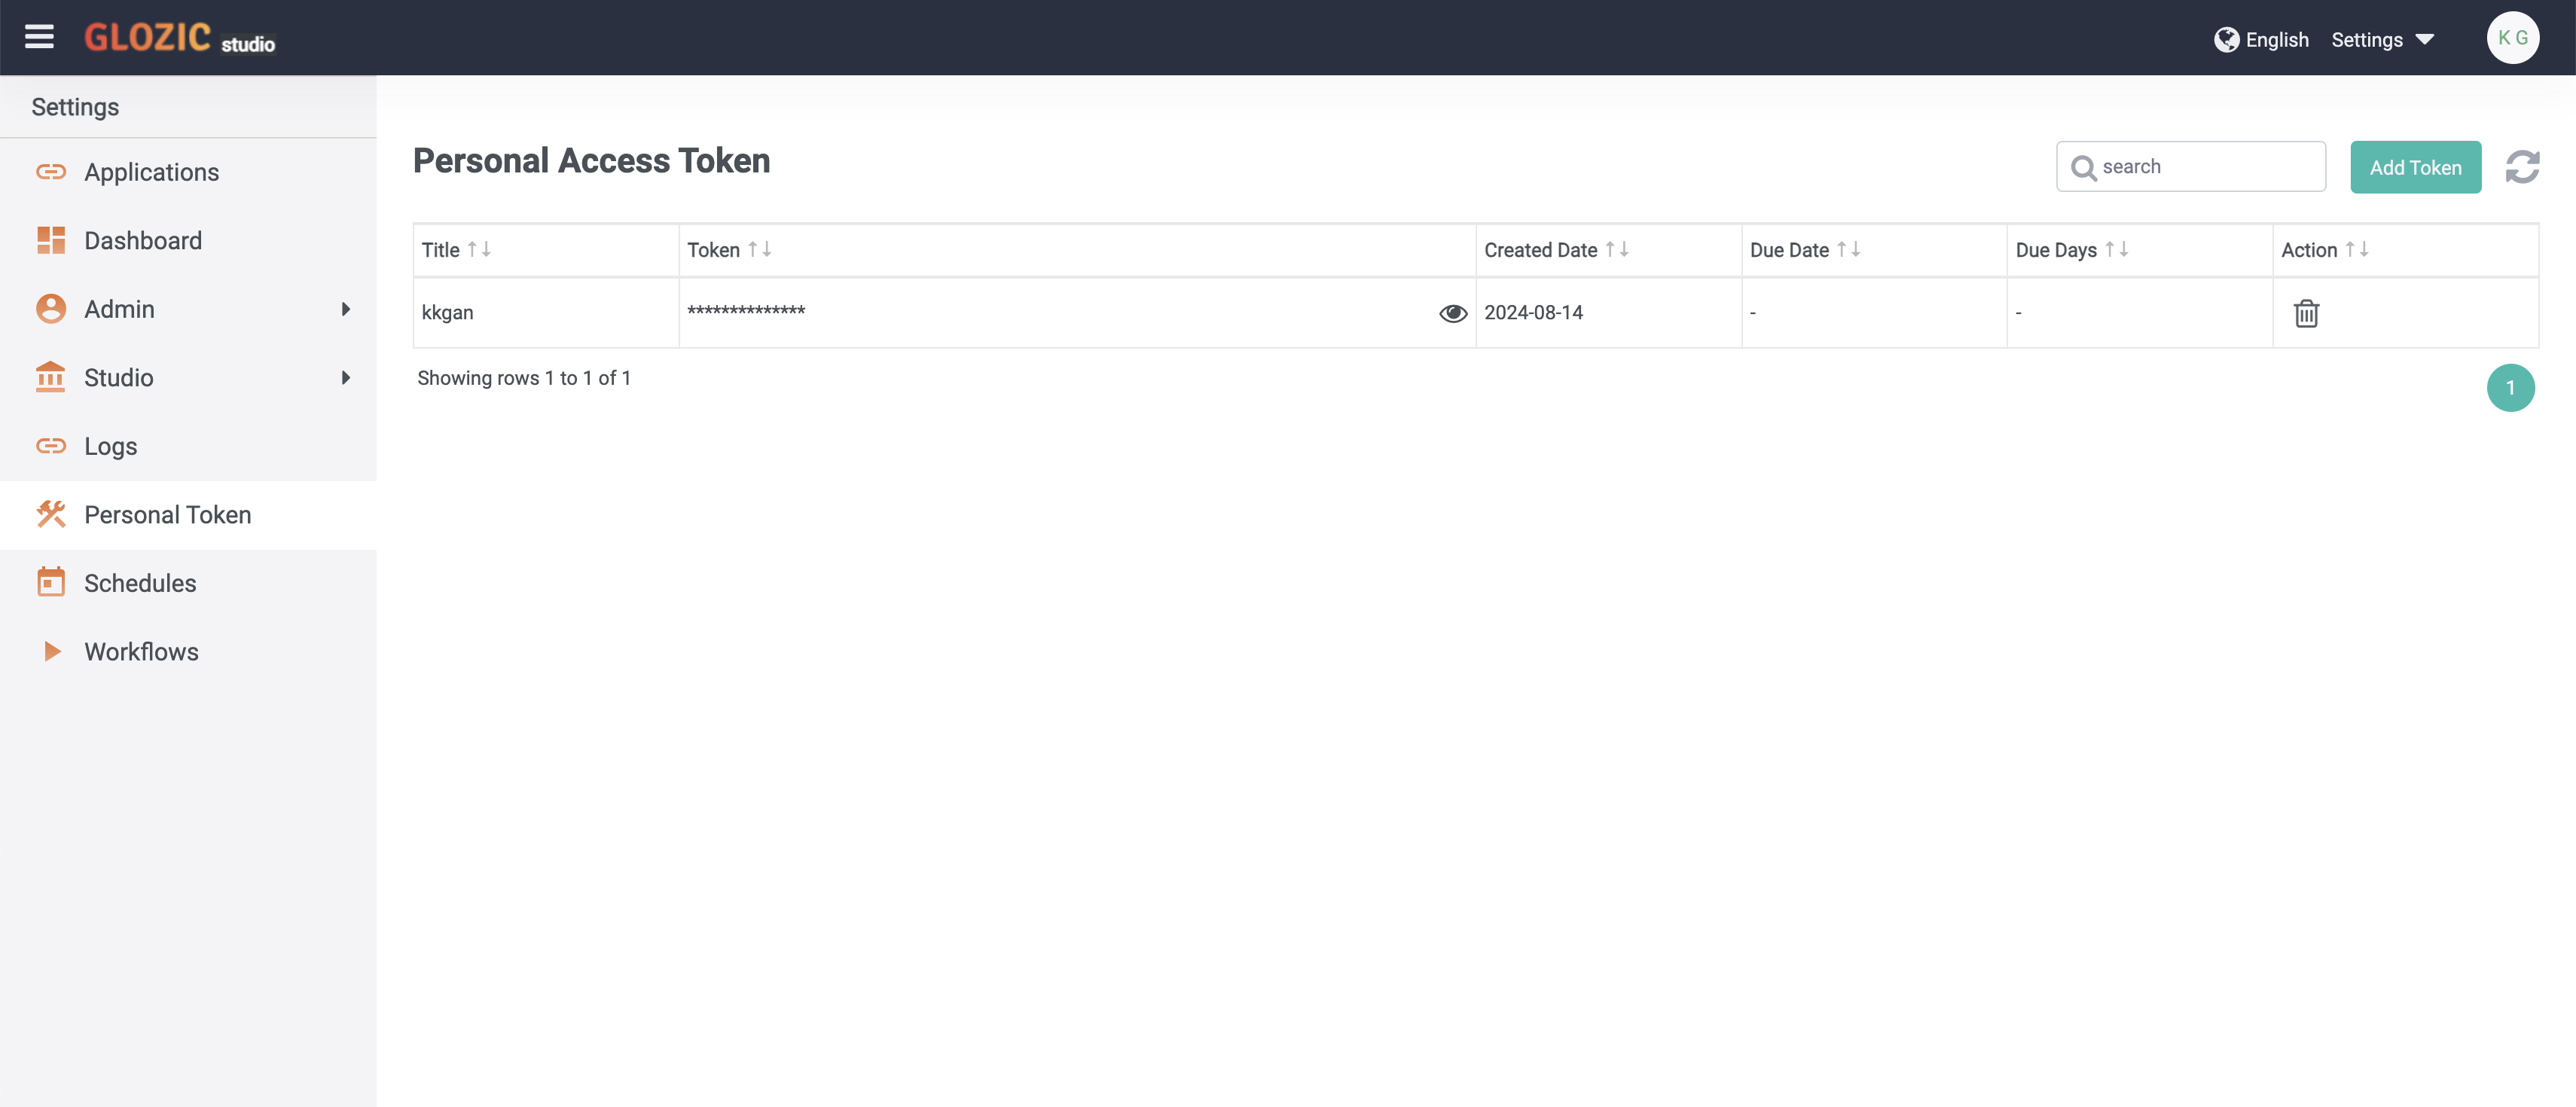 GLOZIC studio
English Settings
K G
Settings
Applications
Dashboard
Admin
Studio
Logs
Personal Token
Schedules
Workflows
Personal Access Token
search
Add Token
Title Token Created Date Due Date Due Days Action
kkgan ************** 2024-08-14 - -
Showing rows 1 to 1 of 1
1